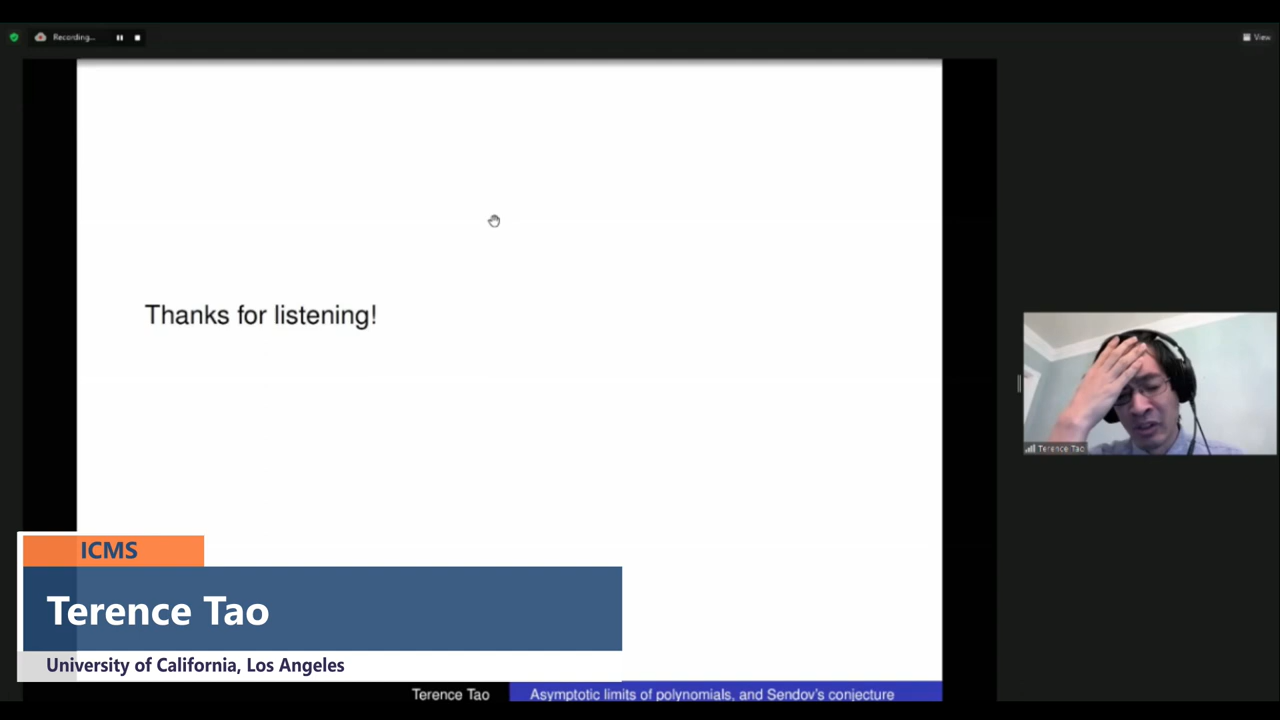 Recording...
View
Thanks for listening!
Terence Tao
ICMS
Terence Tao
University of California, Los Angeles
Terence Tao
Asymptotic limits of polynomials, and Sendov's conjecture